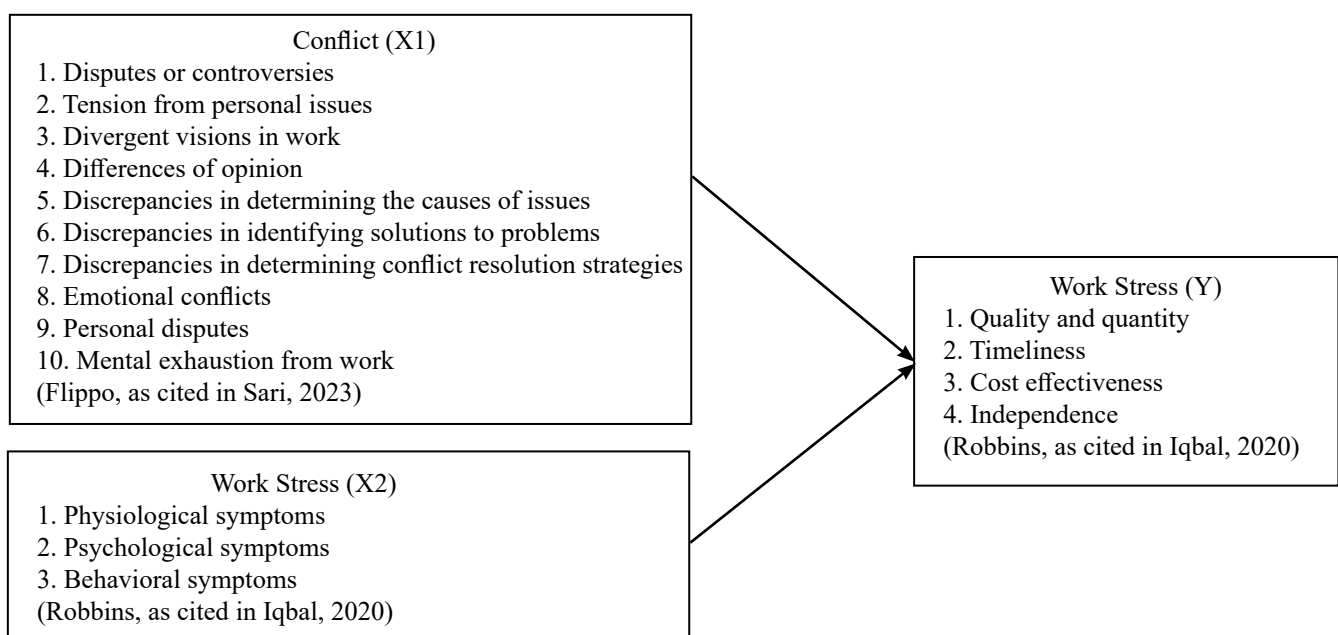 Conflict (X1)
1. Disputes or controversies
2. Tension from personal issues
3. Divergent visions in work
4. Differences of opinion
5. Discrepancies in determining the causes of issues
6. Discrepancies in identifying solutions to problems
7. Discrepancies in determining conflict resolution strategies
8. Emotional conflicts
9. Personal disputes
10. Mental exhaustion from work
(Flippo, as cited in Sari, 2023)
Work Stress (X2)
1. Physiological symptoms
2. Psychological symptoms
3. Behavioral symptoms
(Robbins, as cited in Iqbal, 2020)
Work Stress (Y)
1. Quality and quantity
2. Timeliness
3. Cost effectiveness
4. Independence
(Robbins, as cited in Iqbal, 2020)